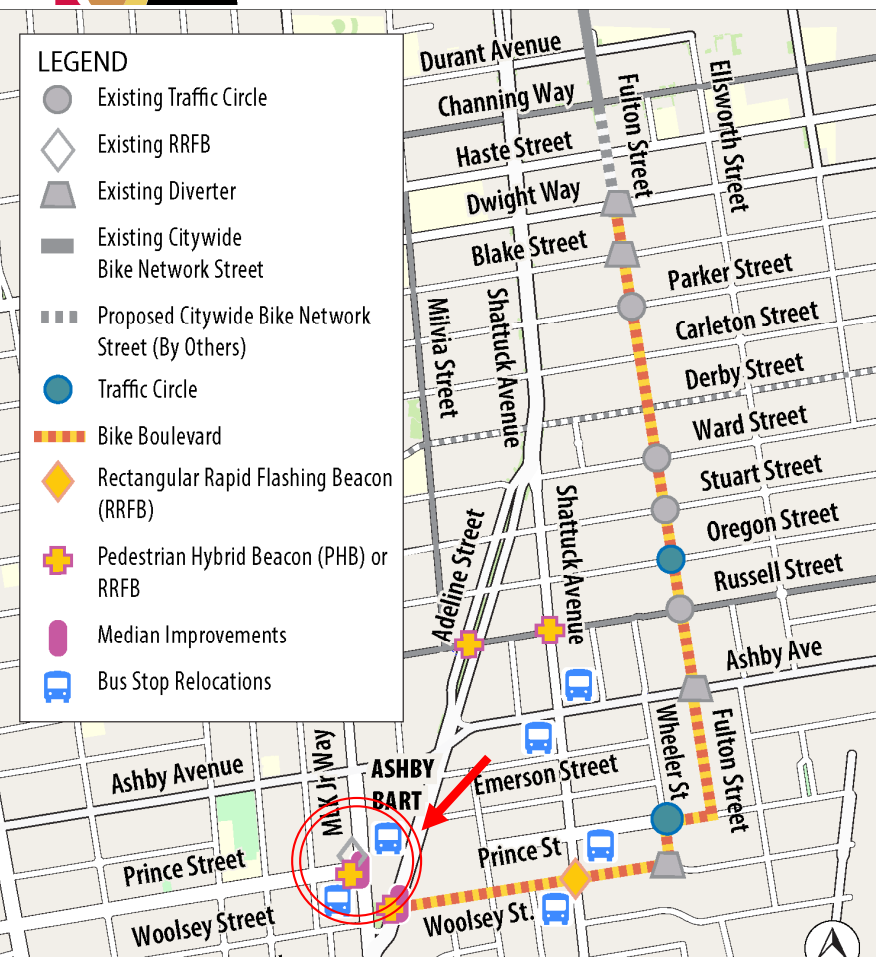 LEGEND
Existing Traffic Circle
Existing RRFB
Existing Diverter
Existing Citywide
Bike Network Street
Proposed Citywide Bike Network
Street (By Others)
Traffic Circle
Bike Boulevard
Rectangular Rapid Flashing Beacon
(RRFB)
Pedestrian Hybrid Beacon (PHB) or
RRFB
Median Improvements
Bus Stop Relocations
Durant Avenue
Channing Way
Haste Street
Dwight Way
Blake Street
Fulton Street
Ellsworth Street
Parker Street
Carleton Street
Derby Street
Ward Street
Stuart Street
Oregon Street
Russell Street
Ashby Ave
Milvia Street
Shattuck Avenue
Shattuck Avenue
Adeline Street
Wheeler St
Fulton Street
MLK Jr Way
ASHBY
BART
Ashby Avenue
Emerson Street
Prince Street
Prince St
Woolsey Street
Woolsey St.